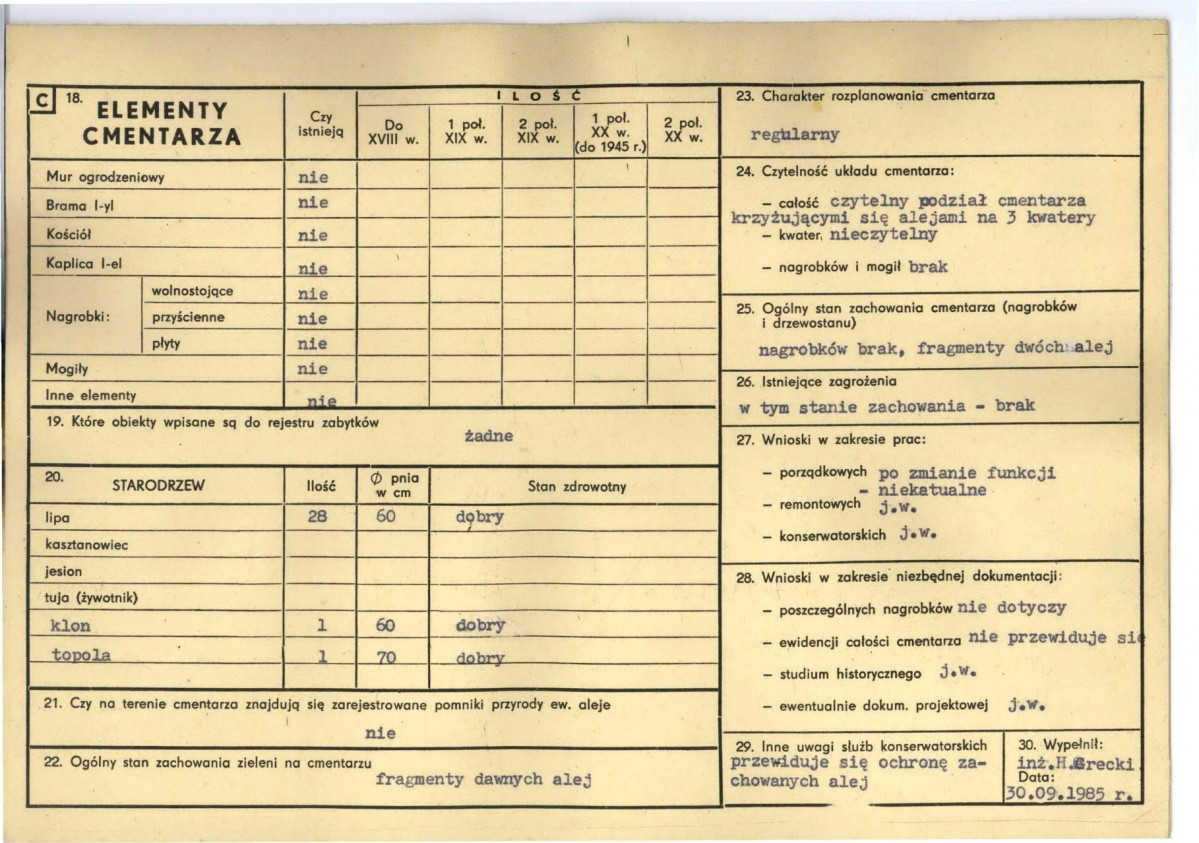 C 18. ELEMENTY
CMENTARZA
Czy
istnieją
ILOŚĆ
Do
XVIII w.
1 poł.
XIX w.
2 poł.
XIX w.
1 poł.
XX w.
(do 1945 r.)
2 poł.
XX w.
Mur ogrodzeniowy nie
Brama I-yl nie
Kościół nie
Kaplica I-el nie
Nagrobki: wolnostojące nie
przyścienne nie
płyty nie
Mogiły nie
Inne elementy nie
19. Które obiekty wpisane są do rejestru zabytków
żadne
20. STARODRZEW Ilość Ø pnia
w cm
Stan zdrowotny
lipa 28 60 dobry
kasztanowiec
jesion
tuja (żywotnik)
klon 1 60 dobry
topola 1 70 dobry
21. Czy na terenie cmentarza znajdują się zarejestrowane pomniki przyrody ew. aleje
nie
22. Ogólny stan zachowania zieleni na cmentarzu
fragmenty dawnych alej
23. Charakter rozplanowania cmentarza
regularny
24. Czytelność układu cmentarza:
– całość czytelny podział cmentarza
krzyżującymi się alejami na 3 kwatery
– kwater, nieczytelny
– nagrobków i mogił brak
25. Ogólny stan zachowania cmentarza (nagrobków
i drzewostanu)
nagrobków brak, fragmenty dwóch alej
26. Istniejące zagrożenia
w tym stanie zachowania - brak
27. Wnioski w zakresie prac:
– porządkowych po zmianie funkcji
- niekatualne
– remontowych j.w.
– konserwatorskich j.w.
28. Wnioski w zakresie niezbędnej dokumentacji:
– poszczególnych nagrobków nie dotyczy
– ewidencji całości cmentarza nie przewiduje się
– studium historycznego j.w.
– ewentualnie dokum. projektowej j.w.
29. Inne uwagi służb konserwatorskich
przewiduje się ochronę za-
chowanych alej
30. Wypełnił:
inż.H.Grecki
Data:
30.09.1985 r.